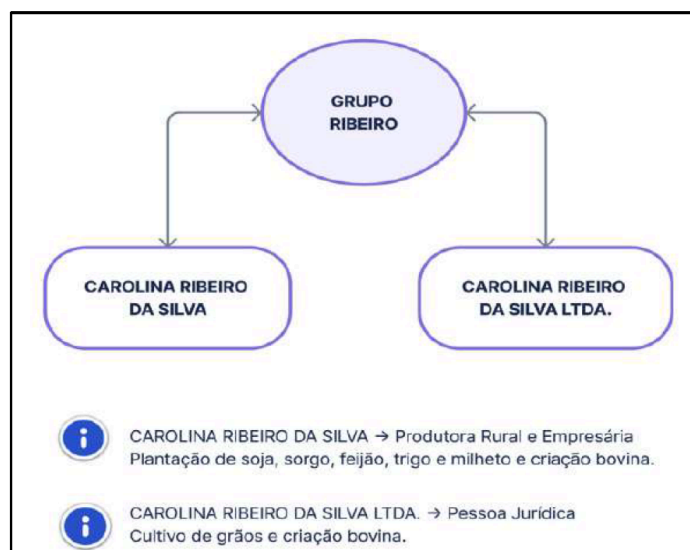 GRUPO
RIBEIRO
CAROLINA RIBEIRO
DA SILVA
CAROLINA RIBEIRO
DA SILVA LTDA.
CAROLINA RIBEIRO DA SILVA → Produtora Rural e Empresária
Plantação de soja, sorgo, feijão, trigo e milheto e criação bovina.
CAROLINA RIBEIRO DA SILVA LTDA. → Pessoa Jurídica
Cultivo de grãos e criação bovina.